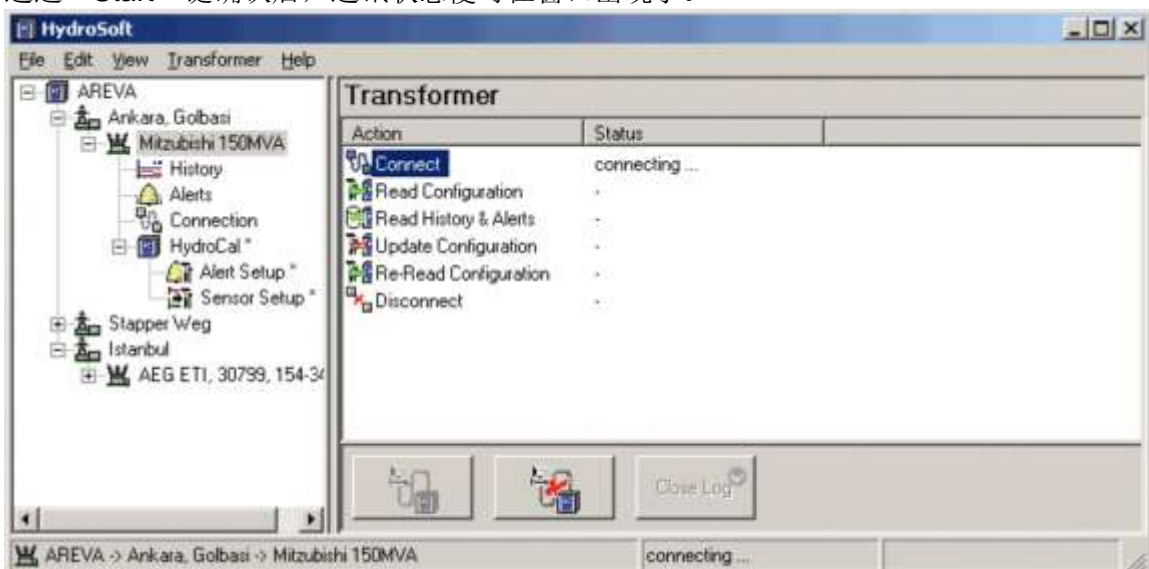 HydroSoft
File Edit View Transformer Help
AREVA
Ankara, Golbasi
Mitzubishi 150MVA
History
Alerts
Connection
HydroCal *
Alert Setup *
Sensor Setup *
Stapper Weg
Istanbul
AEG ETI, 30799, 154-34
Transformer
Action Status
Connect connecting ...
Read Configuration -
Read History & Alerts -
Update Configuration -
Re-Read Configuration -
Disconnect -
Close Log
AREVA -> Ankara, Golbasi -> Mitzubishi 150MVA connecting ...